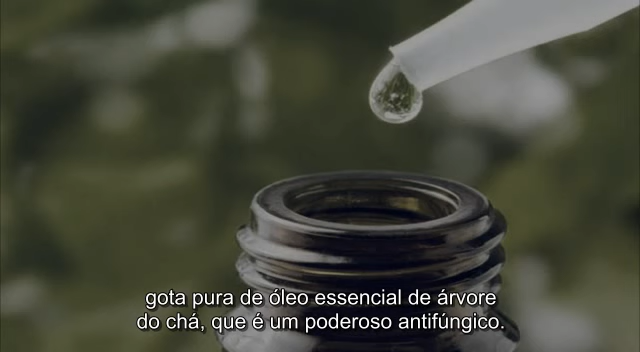 gota pura de óleo essencial de árvore
do chá, que é um poderoso antifúngico.